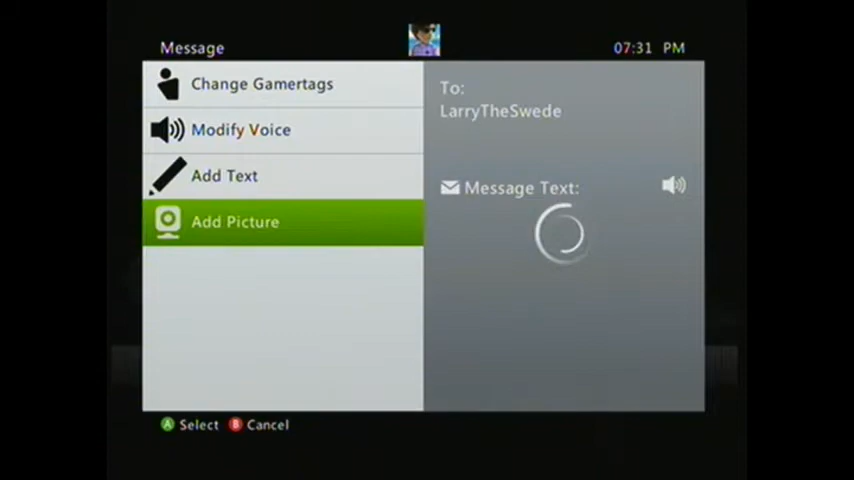 Message
07:31 PM
Change Gamertags
Modify Voice
Add Text
Add Picture
To:
LarryTheSwede
Message Text:
A Select B Cancel